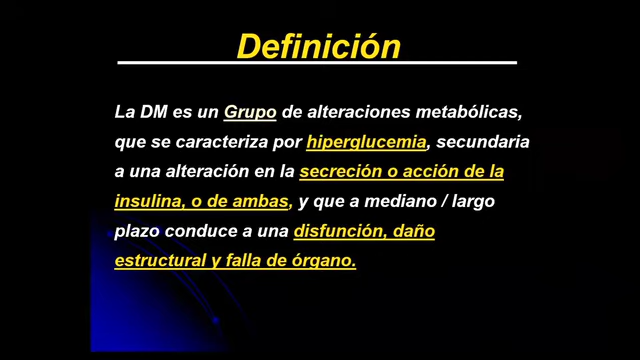 Definición
La DM es un Grupo de alteraciones metabólicas,
que se caracteriza por hiperglucemia, secundaria
a una alteración en la secreción o acción de la
insulina, o de ambas, y que a mediano / largo
plazo conduce a una disfunción, daño
estructural y falla de órgano.